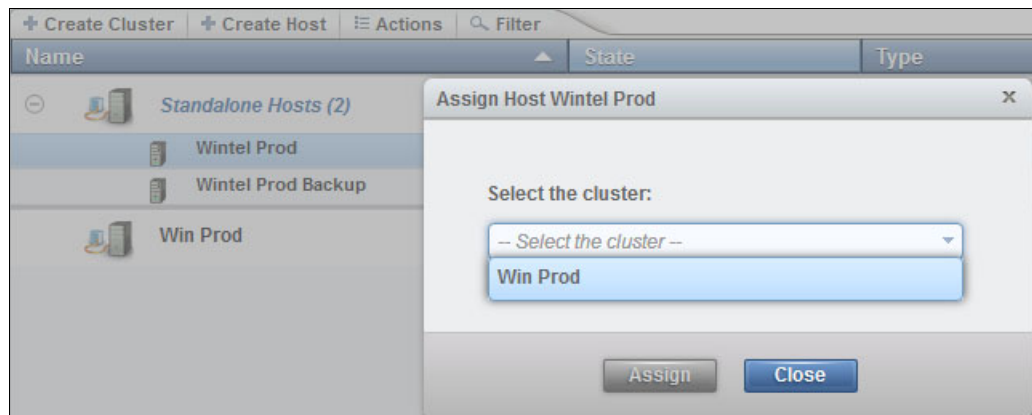 Create Cluster Create Host Actions Filter
Name State Type
Standalone Hosts (2)
Wintel Prod
Wintel Prod Backup
Win Prod
Assign Host Wintel Prod x
Select the cluster:
-- Select the cluster --
Win Prod
Assign Close